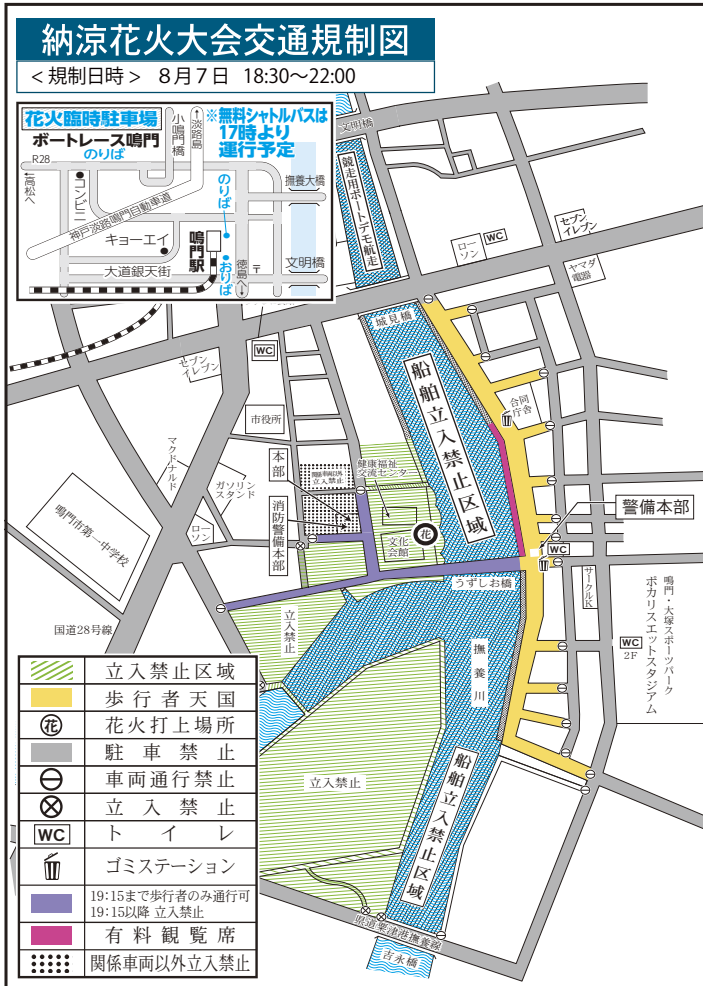 納涼花火大会交通規制図
＜規制日時＞ 8月7日 18:30～22:00
花火臨時駐車場
ボートレース鳴門
のりば
※無料シャトルバスは
17時より
運行予定
小鳴門橋
↑淡路島
R28
↑高松へ
コンビニ
神戸淡路鳴門自動車道
キョーエイ
大道銀天街
鳴門駅
のりば
おりば
徳島へ↓
〒
撫養大橋
文明橋
文明橋
競走用ボートデモ航走
ローソン
WC
セブン
イレブン
ヤマダ
電器
城見橋
船舶立入禁止区域
合同
庁舎
セブン
イレブン
WC
市役所
マクドナルド
ガソリン
スタンド
ローソン
鳴門市第一中学校
国道28号線
本部
消防警備本部
関係車両以外
立入禁止
健康福祉
交流センター
文化
会館
花
うずしお橋
警備本部
WC
サークルK
WC
2F
鳴門・大塚スポーツパーク
ポカリスエットスタジアム
撫養川
立入禁止
立入禁止
船舶立入禁止区域
県道粟津港撫養線
吉永橋
立入禁止区域
歩行者天国
花 花火打上場所
駐車禁止
車両通行禁止
立入禁止
WC トイレ
ゴミステーション
19:15まで歩行者のみ通行可
19:15以降 立入禁止
有料観覧席
関係車両以外立入禁止